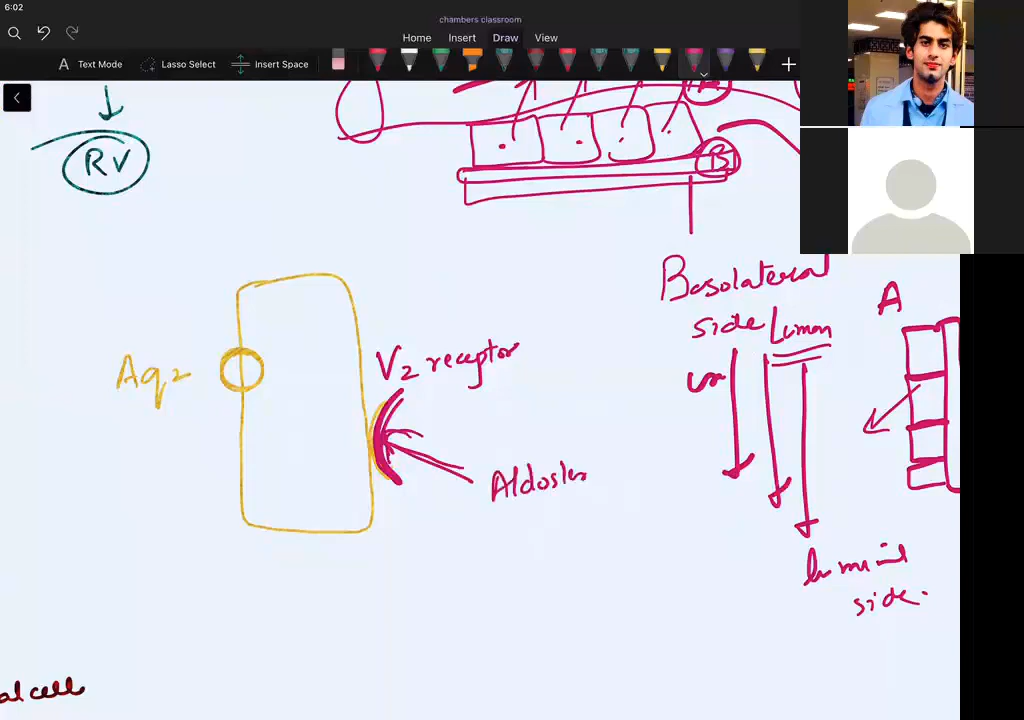 6:02
chambers classroom
Home Insert Draw View
Text Mode Lasso Select Insert Space
RV
B
Basolateral
side Lumen
A
V2 receptor
Aq2
Aldoster
luminal
side.
al cells